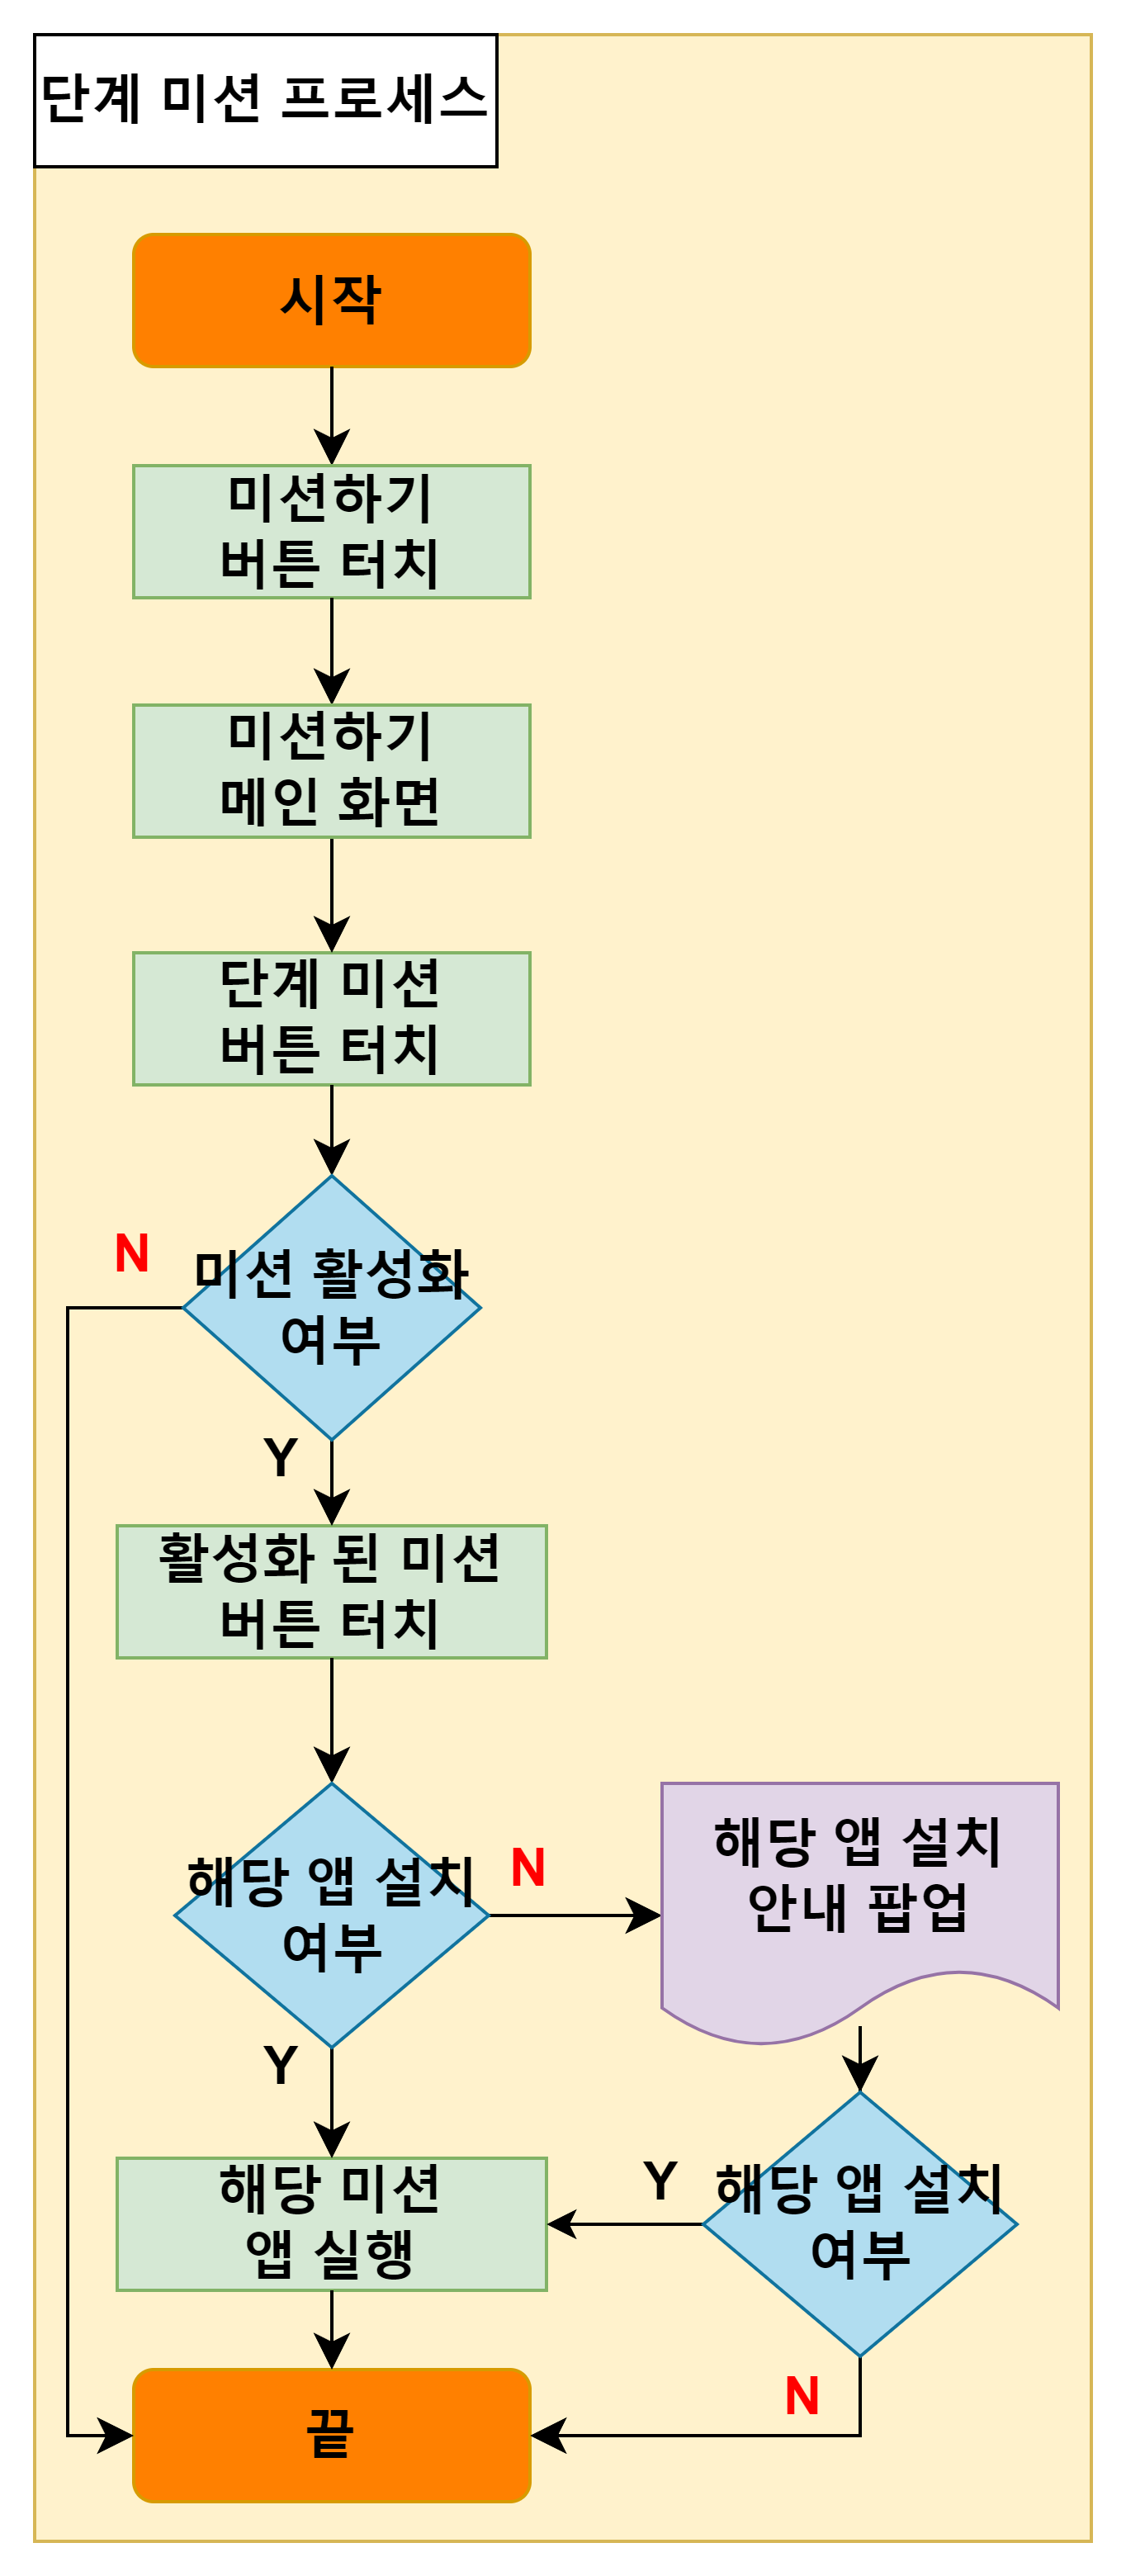 단계 미션 프로세스
시작
미션하기
버튼 터치
미션하기
메인 화면
단계 미션
버튼 터치
N
미션 활성화
여부
Y
활성화 된 미션
버튼 터치
해당 앱 설치
여부
N
해당 앱 설치
안내 팝업
Y
해당 미션
앱 실행
Y
해당 앱 설치
여부
N
끝